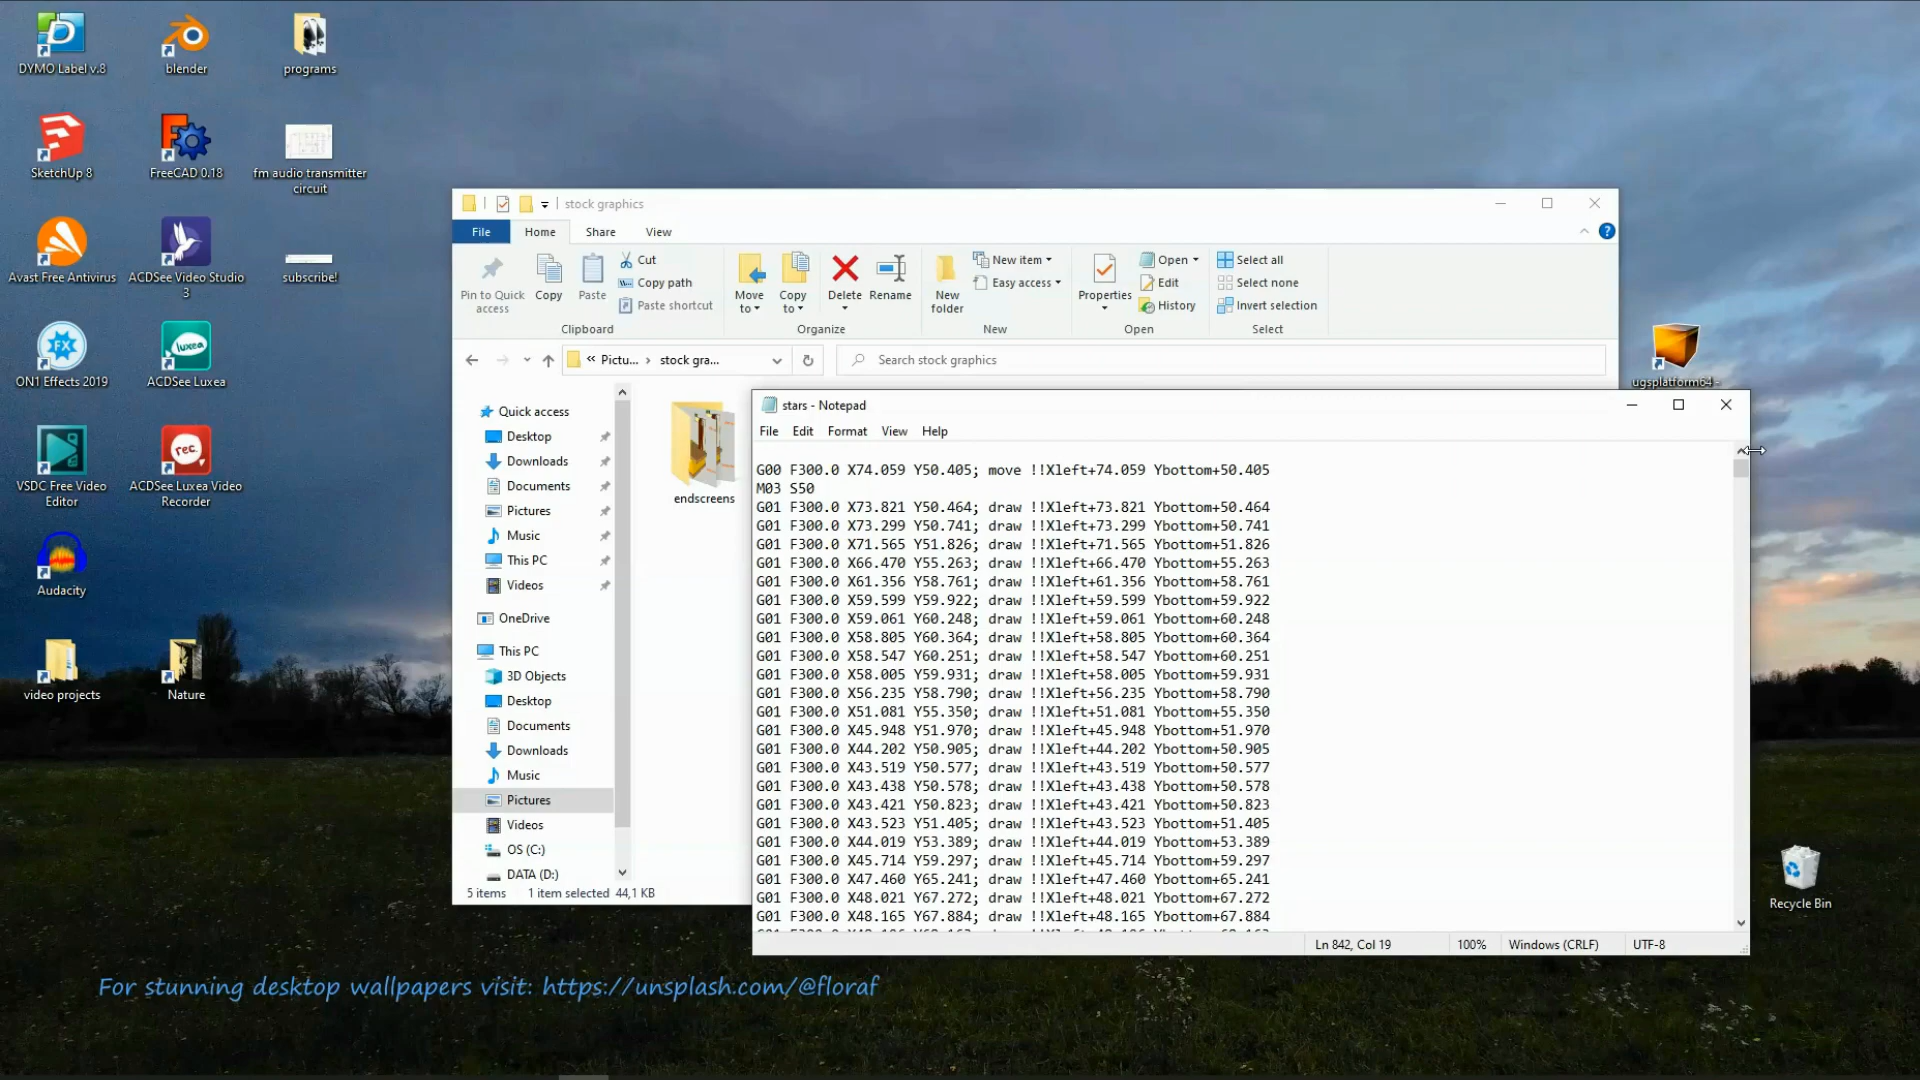 DYMO Label v.8
blender
programs
SketchUp 8
FreeCAD 0.18
fm audio transmitter
circuit
Avast Free Antivirus
ACDSee Video Studio
3
subscribe!
ON1 Effects 2019
ACDSee Luxea
VSDC Free Video
Editor
ACDSee Luxea Video
Recorder
Audacity
video projects
Nature
stock graphics
File Home Share View
Pin to Quick
access
Copy
Paste
Cut
Copy path
Paste shortcut
Clipboard
Move
to
Copy
to
Delete
Rename
Organize
New
folder
New item
Easy access
New
Properties
Open
Edit
History
Open
Select all
Select none
Invert selection
Select
« Pictu... › stock gra...
Search stock graphics
Quick access
Desktop
Downloads
Documents
Pictures
Music
This PC
Videos
OneDrive
This PC
3D Objects
Desktop
Documents
Downloads
Music
Pictures
Videos
OS (C:)
DATA (D:)
endscreens
5 items 1 item selected 44,1 KB
ugsplatform64 -
stars - Notepad
File Edit Format View Help
G00 F300.0 X74.059 Y50.405; move !!Xleft+74.059 Ybottom+50.405
M03 S50
G01 F300.0 X73.821 Y50.464; draw !!Xleft+73.821 Ybottom+50.464
G01 F300.0 X73.299 Y50.741; draw !!Xleft+73.299 Ybottom+50.741
G01 F300.0 X71.565 Y51.826; draw !!Xleft+71.565 Ybottom+51.826
G01 F300.0 X66.470 Y55.263; draw !!Xleft+66.470 Ybottom+55.263
G01 F300.0 X61.356 Y58.761; draw !!Xleft+61.356 Ybottom+58.761
G01 F300.0 X59.599 Y59.922; draw !!Xleft+59.599 Ybottom+59.922
G01 F300.0 X59.061 Y60.248; draw !!Xleft+59.061 Ybottom+60.248
G01 F300.0 X58.805 Y60.364; draw !!Xleft+58.805 Ybottom+60.364
G01 F300.0 X58.547 Y60.251; draw !!Xleft+58.547 Ybottom+60.251
G01 F300.0 X58.005 Y59.931; draw !!Xleft+58.005 Ybottom+59.931
G01 F300.0 X56.235 Y58.790; draw !!Xleft+56.235 Ybottom+58.790
G01 F300.0 X51.081 Y55.350; draw !!Xleft+51.081 Ybottom+55.350
G01 F300.0 X45.948 Y51.970; draw !!Xleft+45.948 Ybottom+51.970
G01 F300.0 X44.202 Y50.905; draw !!Xleft+44.202 Ybottom+50.905
G01 F300.0 X43.519 Y50.577; draw !!Xleft+43.519 Ybottom+50.577
G01 F300.0 X43.438 Y50.578; draw !!Xleft+43.438 Ybottom+50.578
G01 F300.0 X43.421 Y50.823; draw !!Xleft+43.421 Ybottom+50.823
G01 F300.0 X43.523 Y51.405; draw !!Xleft+43.523 Ybottom+51.405
G01 F300.0 X44.019 Y53.389; draw !!Xleft+44.019 Ybottom+53.389
G01 F300.0 X45.714 Y59.297; draw !!Xleft+45.714 Ybottom+59.297
G01 F300.0 X47.460 Y65.241; draw !!Xleft+47.460 Ybottom+65.241
G01 F300.0 X48.021 Y67.272; draw !!Xleft+48.021 Ybottom+67.272
G01 F300.0 X48.165 Y67.884; draw !!Xleft+48.165 Ybottom+67.884
Ln 842, Col 19 100% Windows (CRLF) UTF-8
Recycle Bin
For stunning desktop wallpapers visit: https://unsplash.com/@floraf